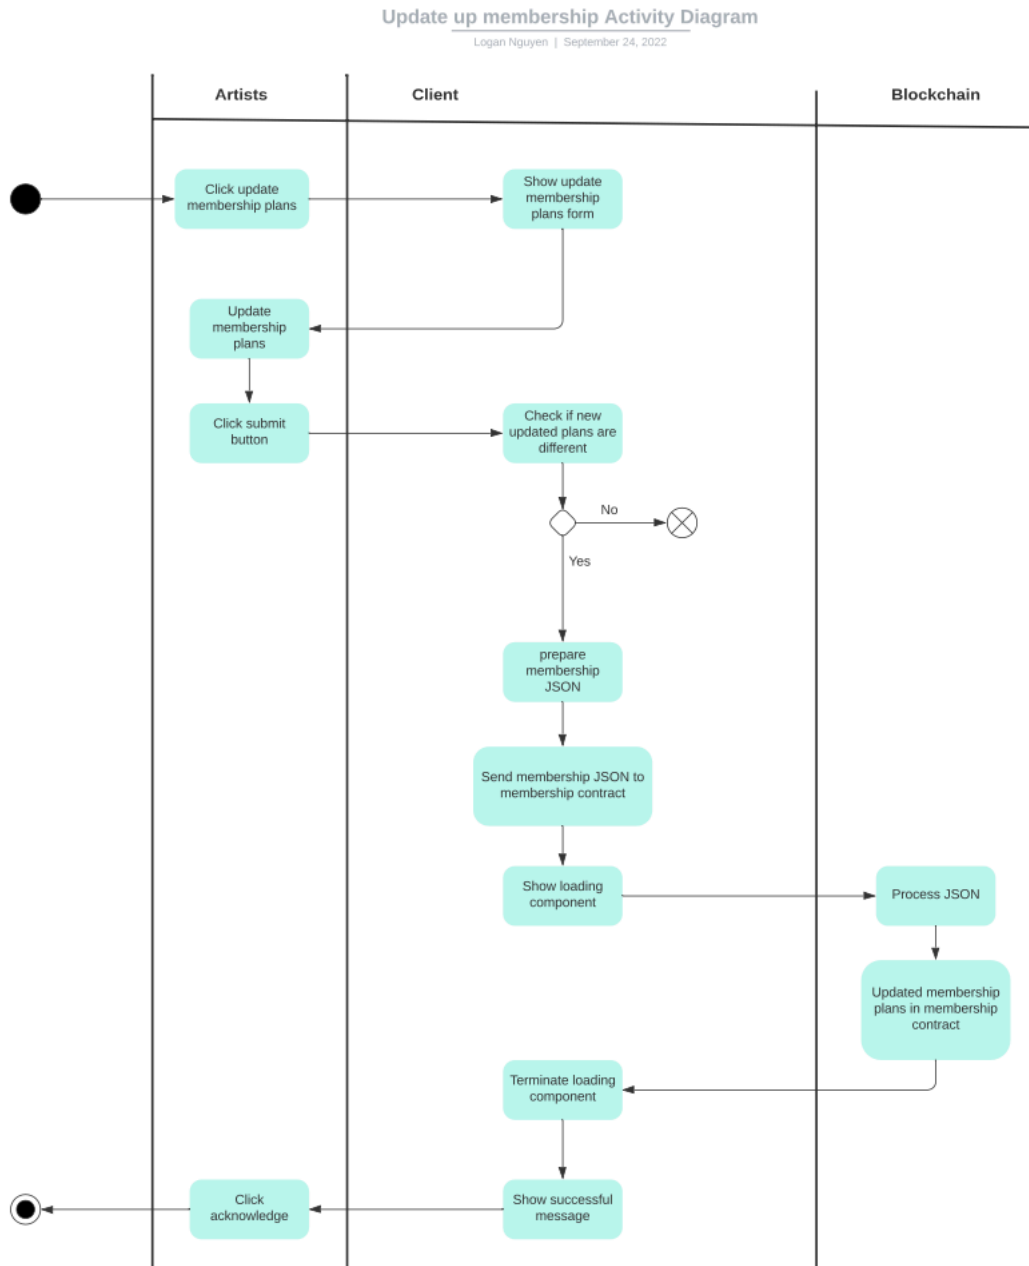 Update up membership Activity Diagram
Logan Nguyen | September 24, 2022
Artists
Client
Blockchain
Click update
membership plans
Show update
membership
plans form
Update
membership
plans
Click submit
button
Check if new
updated plans are
different
No
Yes
prepare
membership
JSON
Send membership JSON to
membership contract
Show loading
component
Process JSON
Updated membership
plans in membership
contract
Terminate loading
component
Click
acknowledge
Show successful
message